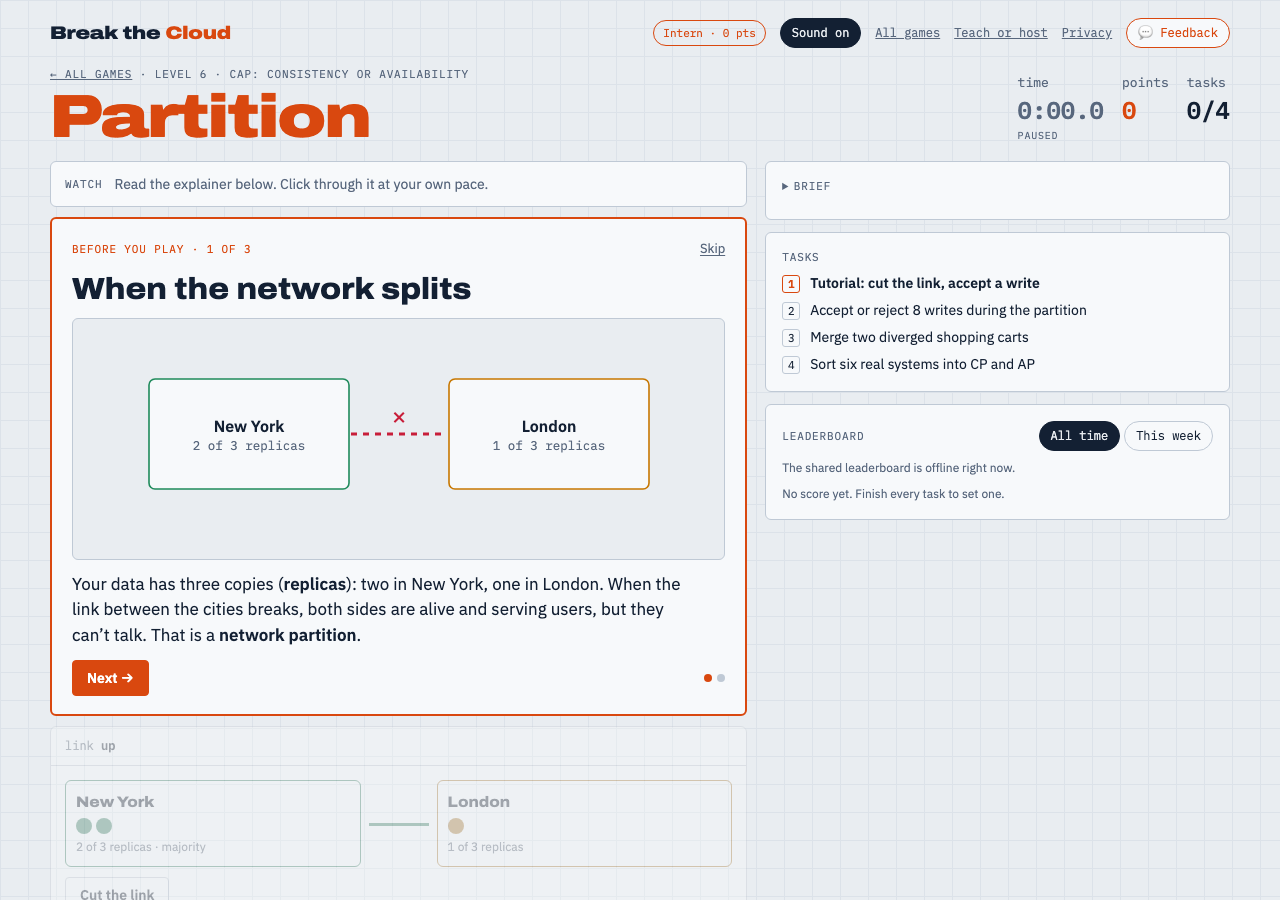 Break the Cloud
Intern · 0 pts
Sound on
All games
Teach or host
Privacy
💬 Feedback
← ALL GAMES · LEVEL 6 · CAP: CONSISTENCY OR AVAILABILITY
Partition
time
0:00.0
PAUSED
points
0
tasks
0/4
WATCH Read the explainer below. Click through it at your own pace.
BEFORE YOU PLAY · 1 OF 3
Skip
When the network splits
New York
2 of 3 replicas
×
London
1 of 3 replicas
Your data has three copies (replicas): two in New York, one in London. When the
link between the cities breaks, both sides are alive and serving users, but they
can’t talk. That is a network partition.
Next →
link up
New York
2 of 3 replicas · majority
London
1 of 3 replicas
Cut the link
▶ BRIEF
TASKS
1 Tutorial: cut the link, accept a write
2 Accept or reject 8 writes during the partition
3 Merge two diverged shopping carts
4 Sort six real systems into CP and AP
LEADERBOARD
All time
This week
The shared leaderboard is offline right now.
No score yet. Finish every task to set one.